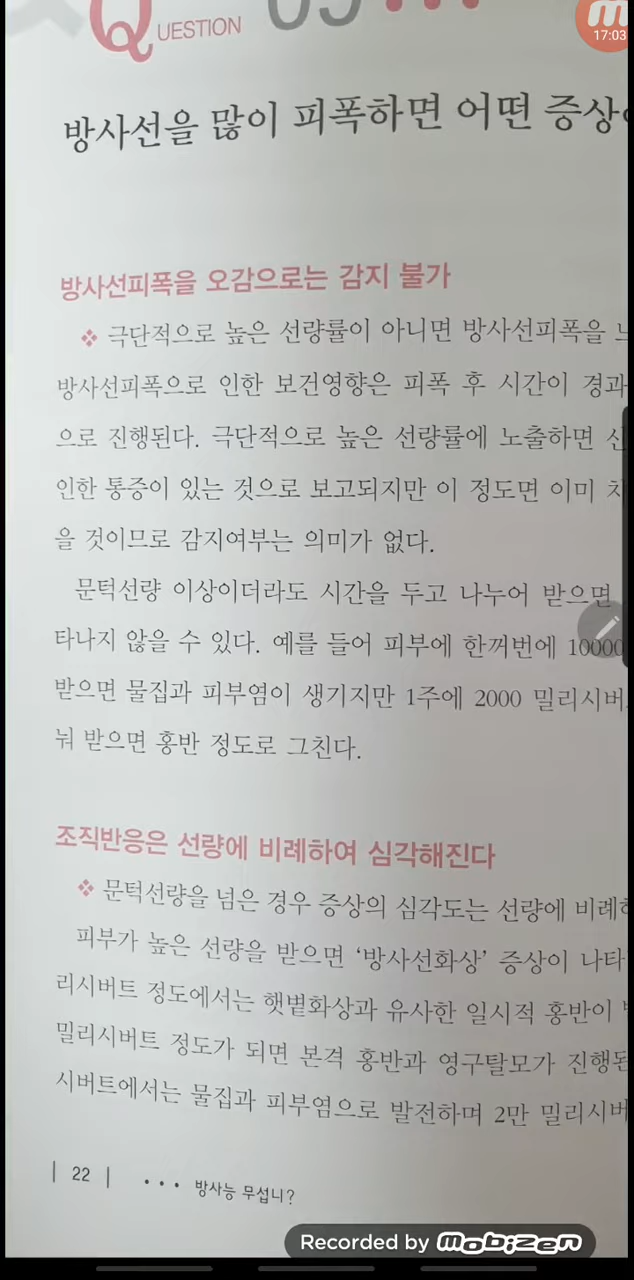 QUESTION
17:03
방사선을 많이 피폭하면 어떤 증상
방사선피폭을 오감으로는 감지 불가
❖ 극단적으로 높은 선량률이 아니면 방사선피폭을
방사선피폭으로 인한 보건영향은 피폭 후 시간이 경과
으로 진행된다. 극단적으로 높은 선량률에 노출하면 신
인한 통증이 있는 것으로 보고되지만 이 정도면 이미
을 것이므로 감지여부는 의미가 없다.
문턱선량 이상이더라도 시간을 두고 나누어 받으면
타나지 않을 수 있다. 예를 들어 피부에 한꺼번에 10000
받으면 물집과 피부염이 생기지만 1주에 2000 밀리시버
눠 받으면 홍반 정도로 그친다.
조직반응은 선량에 비례하여 심각해진다
❖ 문턱선량을 넘은 경우 증상의 심각도는 선량에 비례
피부가 높은 선량을 받으면 ‘방사선화상’ 증상이 나타
리시버트 정도에서는 햇볕화상과 유사한 일시적 홍반이
밀리시버트 정도가 되면 본격 홍반과 영구탈모가 진행된
시버트에서는 물집과 피부염으로 발전하며 2만 밀리시버
| 22 | ••• 방사능 무섭니?
Recorded by mobizen